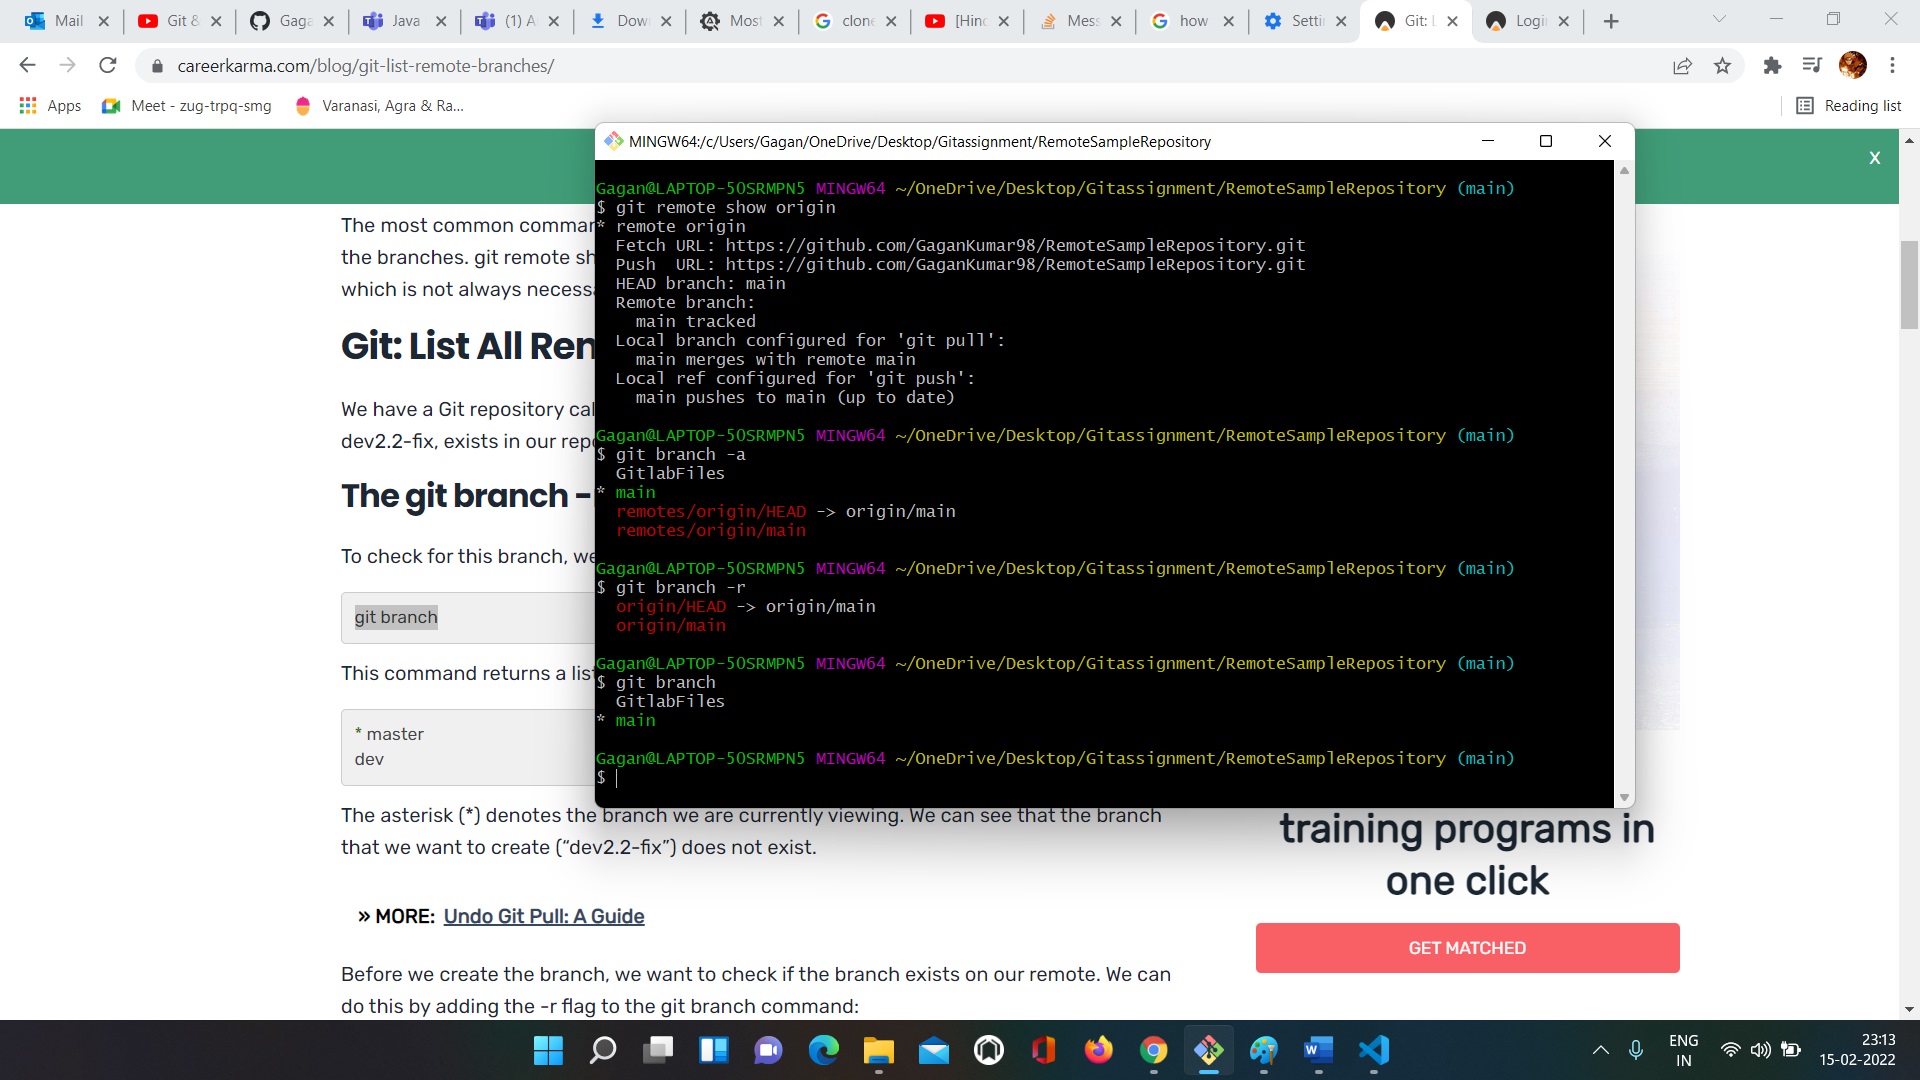 Mail
Git &
Gaga
Java
(1) A
Dow
Most
clone
[Hind
Mess
how
Setti
Git: L
Login
careerkarma.com/blog/git-list-remote-branches/
Apps
Meet - zug-trpq-smg
Varanasi, Agra & Ra...
Reading list
X
The most common comman
the branches. git remote sh
which is not always necessa
Git: List All Rem
We have a Git repository cal
dev2.2-fix, exists in our repo
The git branch -
To check for this branch, we
git branch
This command returns a list
* master
dev
The asterisk (*) denotes the branch we are currently viewing. We can see that the branch
that we want to create (“dev2.2-fix”) does not exist.
» MORE: Undo Git Pull: A Guide
Before we create the branch, we want to check if the branch exists on our remote. We can
do this by adding the -r flag to the git branch command:
MINGW64:/c/Users/Gagan/OneDrive/Desktop/Gitassignment/RemoteSampleRepository
Gagan@LAPTOP-5OSRMPN5 MINGW64 ~/OneDrive/Desktop/Gitassignment/RemoteSampleRepository (main)
$ git remote show origin
* remote origin
  Fetch URL: https://github.com/GaganKumar98/RemoteSampleRepository.git
  Push  URL: https://github.com/GaganKumar98/RemoteSampleRepository.git
  HEAD branch: main
  Remote branch:
    main tracked
  Local branch configured for 'git pull':
    main merges with remote main
  Local ref configured for 'git push':
    main pushes to main (up to date)
Gagan@LAPTOP-5OSRMPN5 MINGW64 ~/OneDrive/Desktop/Gitassignment/RemoteSampleRepository (main)
$ git branch -a
  GitlabFiles
* main
  remotes/origin/HEAD -> origin/main
  remotes/origin/main
Gagan@LAPTOP-5OSRMPN5 MINGW64 ~/OneDrive/Desktop/Gitassignment/RemoteSampleRepository (main)
$ git branch -r
  origin/HEAD -> origin/main
  origin/main
Gagan@LAPTOP-5OSRMPN5 MINGW64 ~/OneDrive/Desktop/Gitassignment/RemoteSampleRepository (main)
$ git branch
  GitlabFiles
* main
Gagan@LAPTOP-5OSRMPN5 MINGW64 ~/OneDrive/Desktop/Gitassignment/RemoteSampleRepository (main)
$
training programs in
one click
GET MATCHED
ENG
IN
23:13
15-02-2022